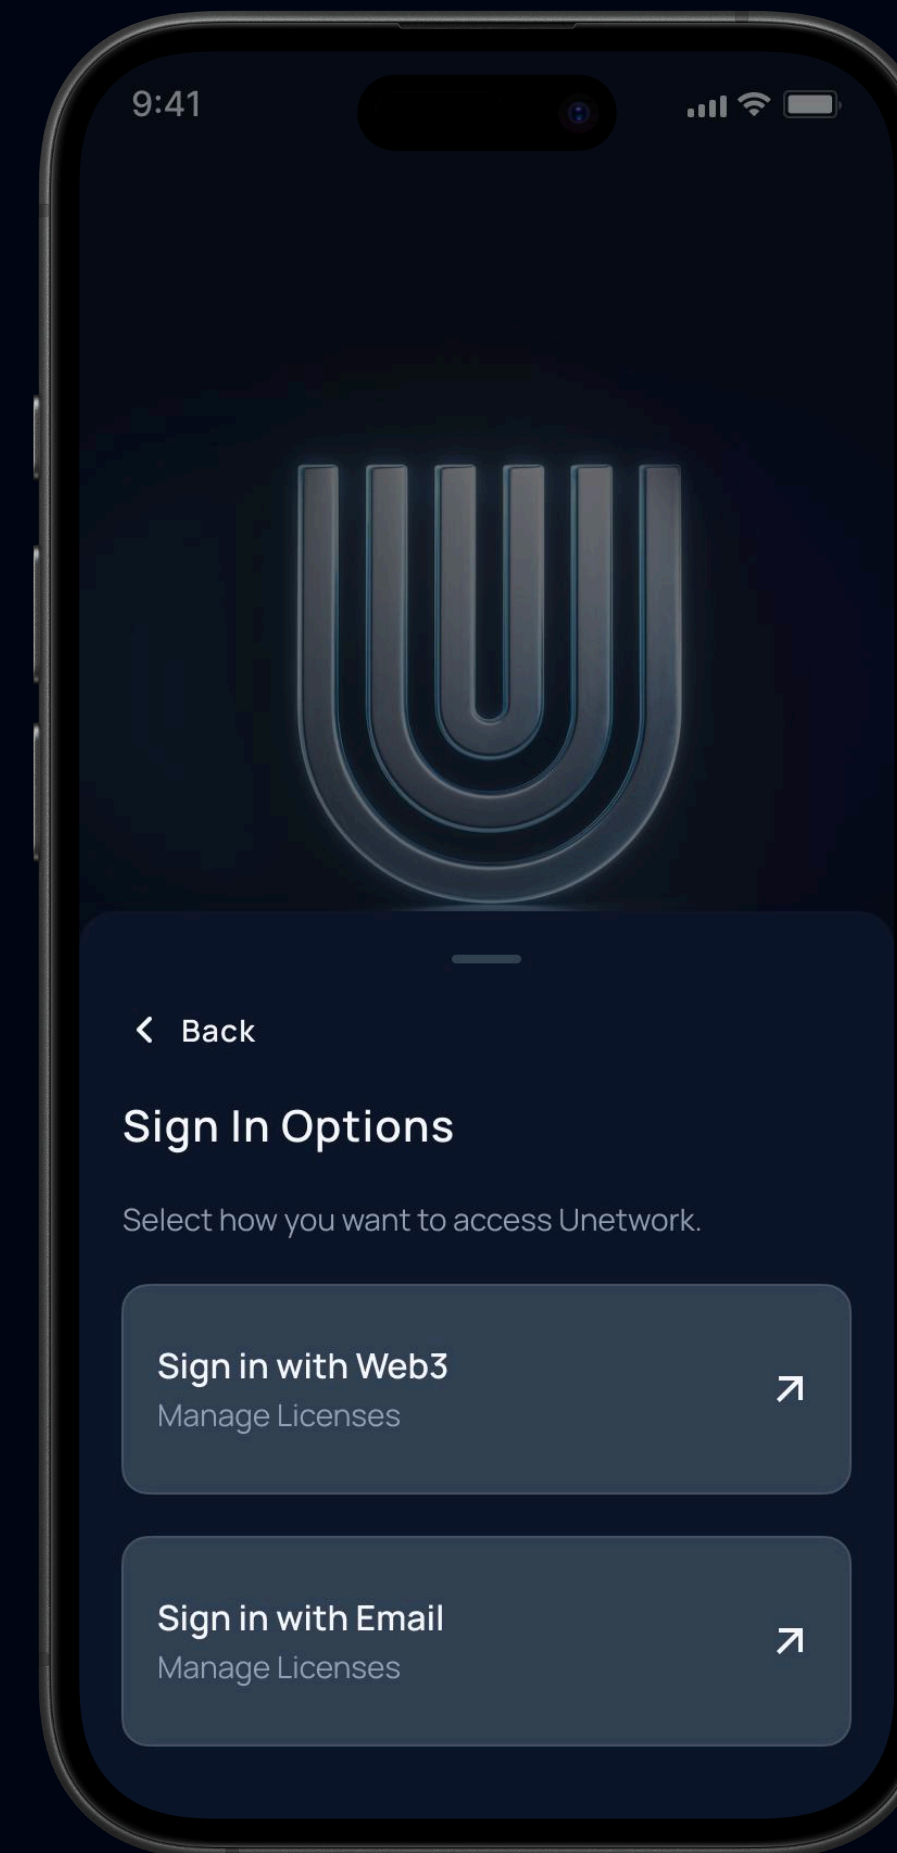 9:41
Back
Sign In Options
Select how you want to access Unetwork.
Sign in with Web3
Manage Licenses
Sign in with Email
Manage Licenses